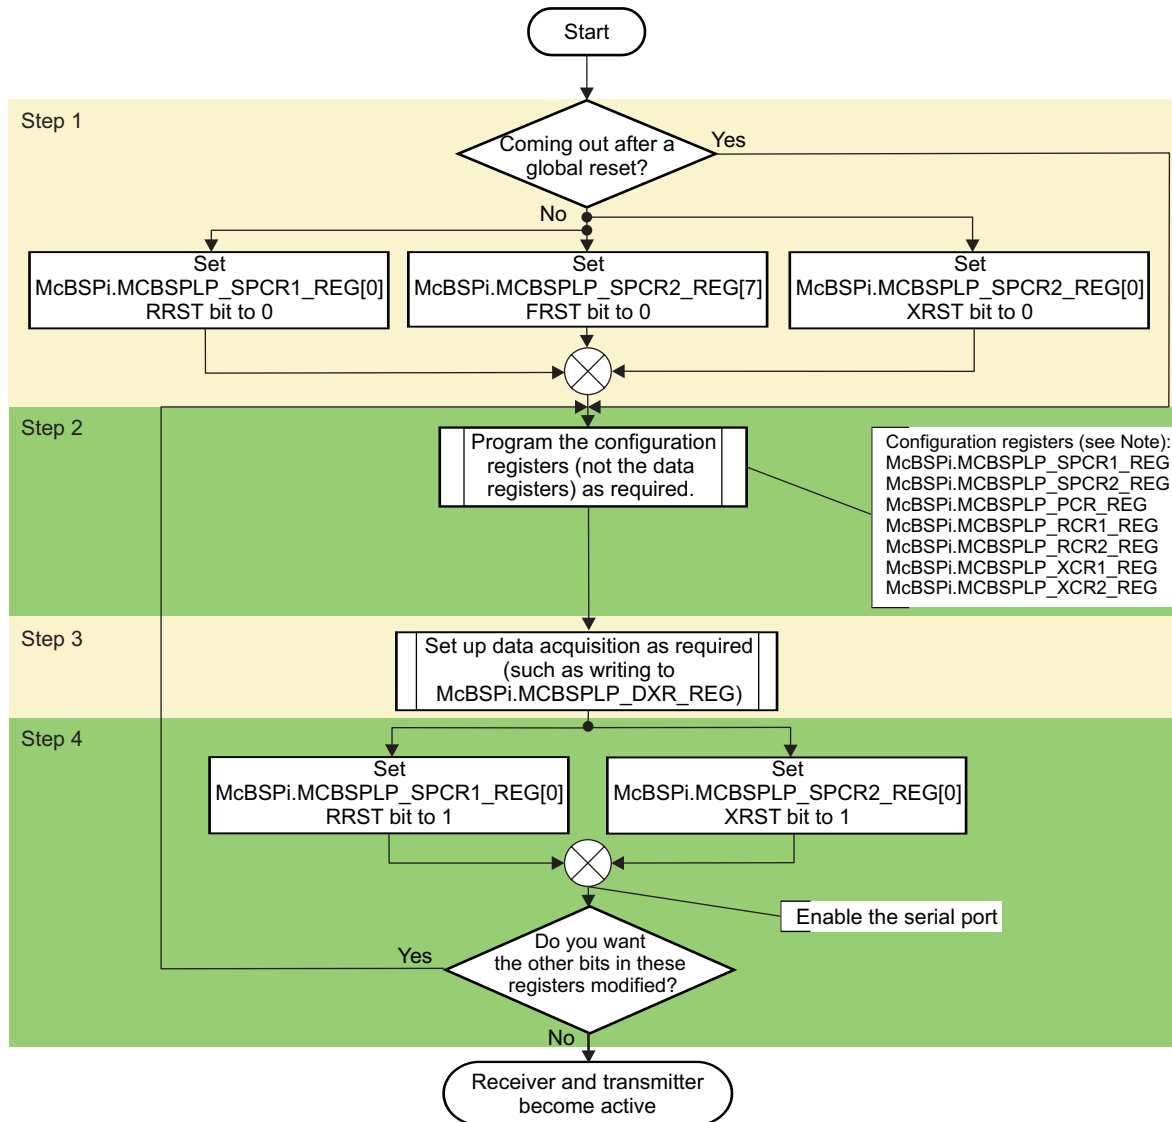 Start
Step 1
Coming out after a
global reset?
Yes
No
Set
McBSPi.MCBSPLP_SPCR1_REG[0]
RRST bit to 0
Set
McBSPi.MCBSPLP_SPCR2_REG[7]
FRST bit to 0
Set
McBSPi.MCBSPLP_SPCR2_REG[0]
XRST bit to 0
Step 2
Program the configuration
registers (not the data
registers) as required.
Configuration registers (see Note):
McBSPi.MCBSPLP_SPCR1_REG
McBSPi.MCBSPLP_SPCR2_REG
McBSPi.MCBSPLP_PCR_REG
McBSPi.MCBSPLP_RCR1_REG
McBSPi.MCBSPLP_RCR2_REG
McBSPi.MCBSPLP_XCR1_REG
McBSPi.MCBSPLP_XCR2_REG
Step 3
Set up data acquisition as required
(such as writing to
McBSPi.MCBSPLP_DXR_REG)
Step 4
Set
McBSPi.MCBSPLP_SPCR1_REG[0]
RRST bit to 1
Set
McBSPi.MCBSPLP_SPCR2_REG[0]
XRST bit to 1
Enable the serial port
Do you want
the other bits in these
registers modified?
Yes
No
Receiver and transmitter
become active